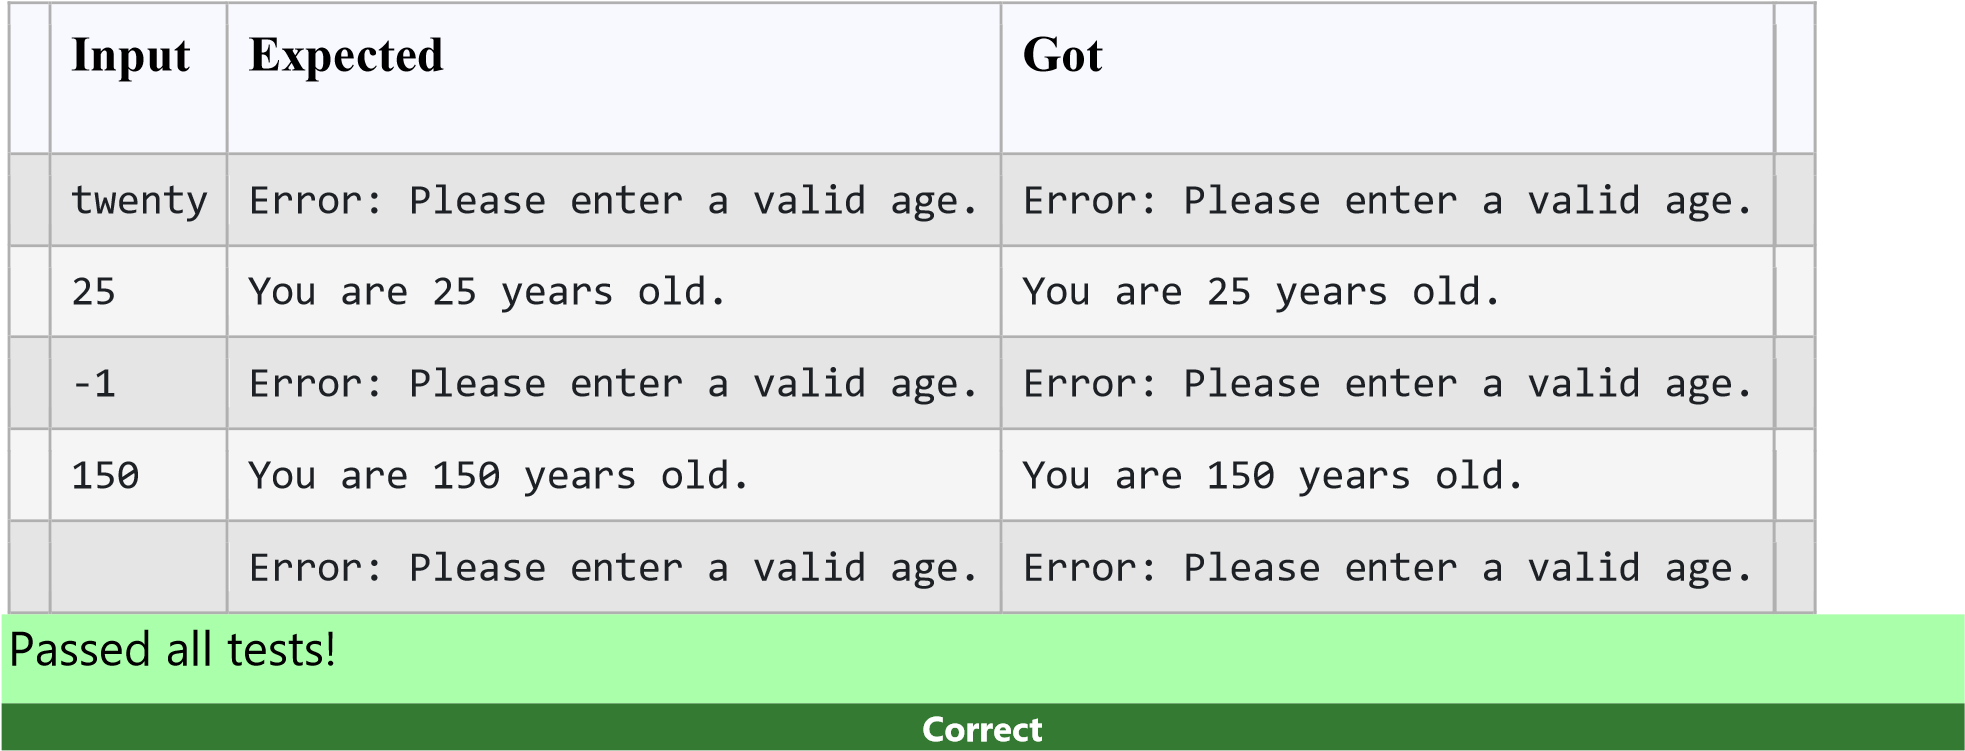 Input Expected Got
twenty Error: Please enter a valid age. Error: Please enter a valid age.
25 You are 25 years old. You are 25 years old.
-1 Error: Please enter a valid age. Error: Please enter a valid age.
150 You are 150 years old. You are 150 years old.
Error: Please enter a valid age. Error: Please enter a valid age.
Passed all tests!
Correct